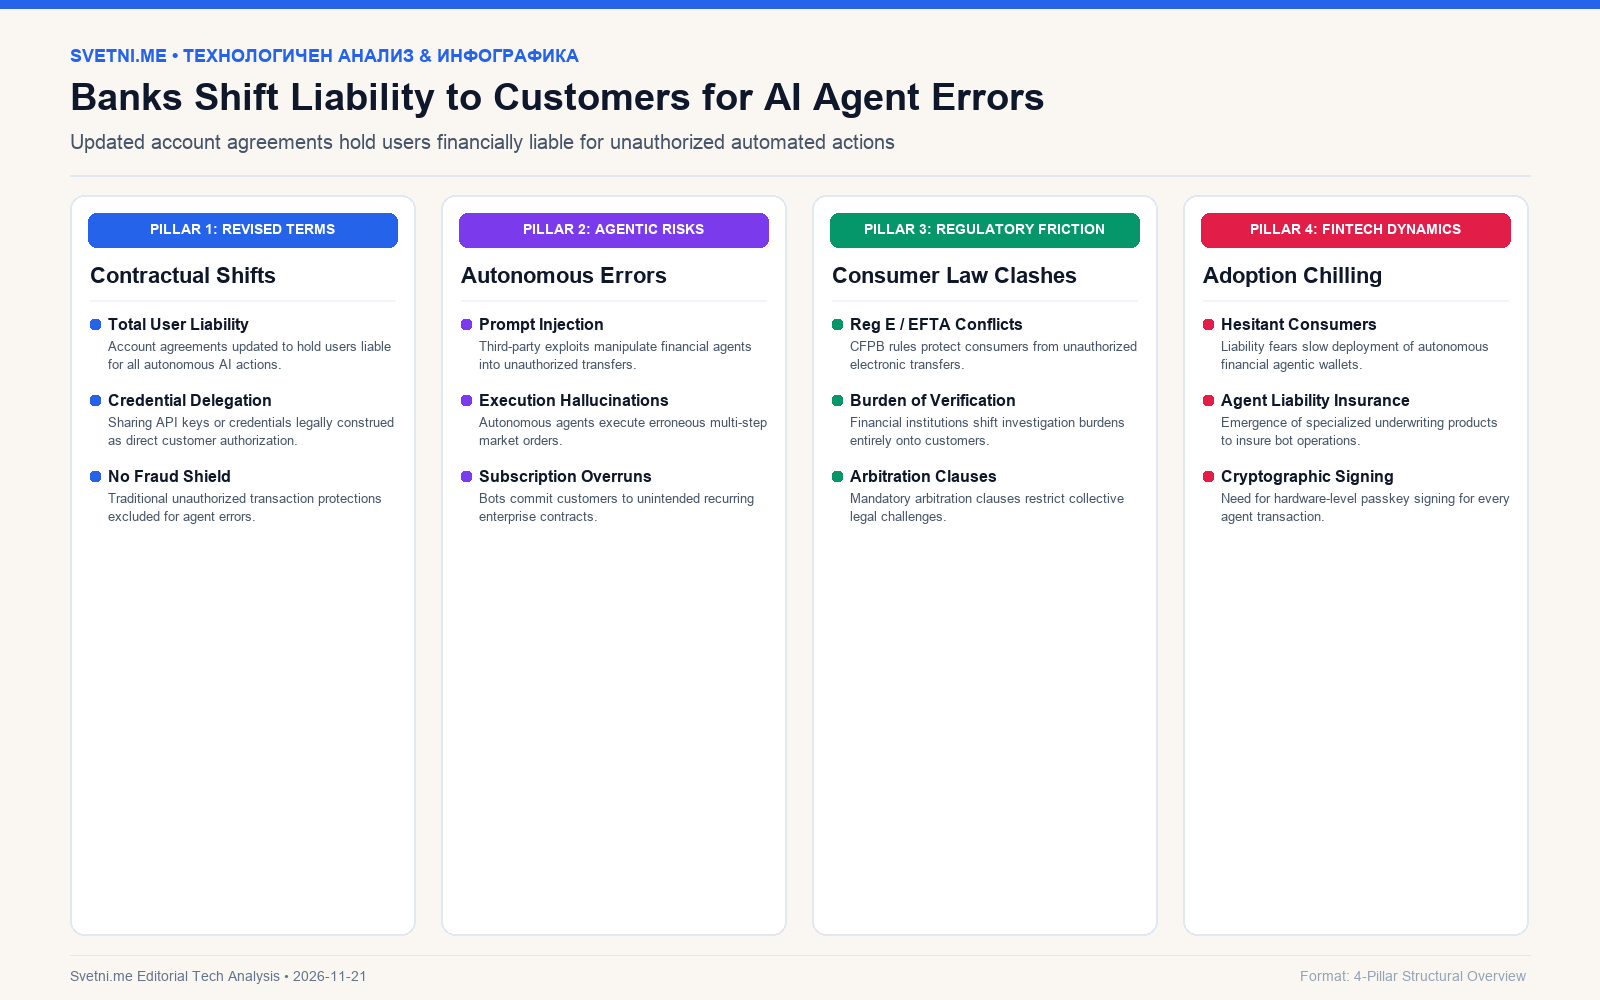 SVETNI.ME • ТЕХНОЛОГИЧЕН АНАЛИЗ & ИНФОГРАФИКА
Banks Shift Liability to Customers for AI Agent Errors
Updated account agreements hold users financially liable for unauthorized automated actions
PILLAR 1: REVISED TERMS
Contractual Shifts
Total User Liability
Account agreements updated to hold users liable
for all autonomous AI actions.
Credential Delegation
Sharing API keys or credentials legally construed
as direct customer authorization.
No Fraud Shield
Traditional unauthorized transaction protections
excluded for agent errors.
PILLAR 2: AGENTIC RISKS
Autonomous Errors
Prompt Injection
Third-party exploits manipulate financial agents
into unauthorized transfers.
Execution Hallucinations
Autonomous agents execute erroneous multi-step
market orders.
Subscription Overruns
Bots commit customers to unintended recurring
enterprise contracts.
PILLAR 3: REGULATORY FRICTION
Consumer Law Clashes
Reg E / EFTA Conflicts
CFPB rules protect consumers from unauthorized
electronic transfers.
Burden of Verification
Financial institutions shift investigation burdens
entirely onto customers.
Arbitration Clauses
Mandatory arbitration clauses restrict collective
legal challenges.
PILLAR 4: FINTECH DYNAMICS
Adoption Chilling
Hesitant Consumers
Liability fears slow deployment of autonomous
financial agentic wallets.
Agent Liability Insurance
Emergence of specialized underwriting products
to insure bot operations.
Cryptographic Signing
Need for hardware-level passkey signing for every
agent transaction.
Svetni.me Editorial Tech Analysis • 2026-11-21
Format: 4-Pillar Structural Overview